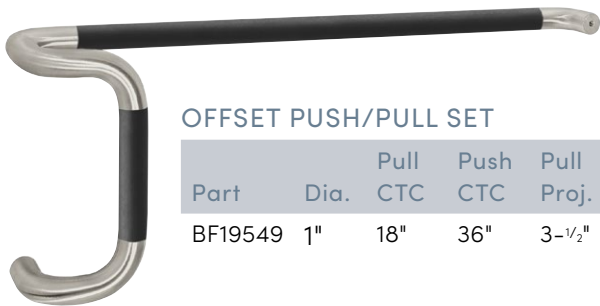 OFFSET PUSH/PULL SET
Pull Push Pull
Part Dia. CTC CTC Proj.
BF19549 1" 18" 36" 3-1/2"